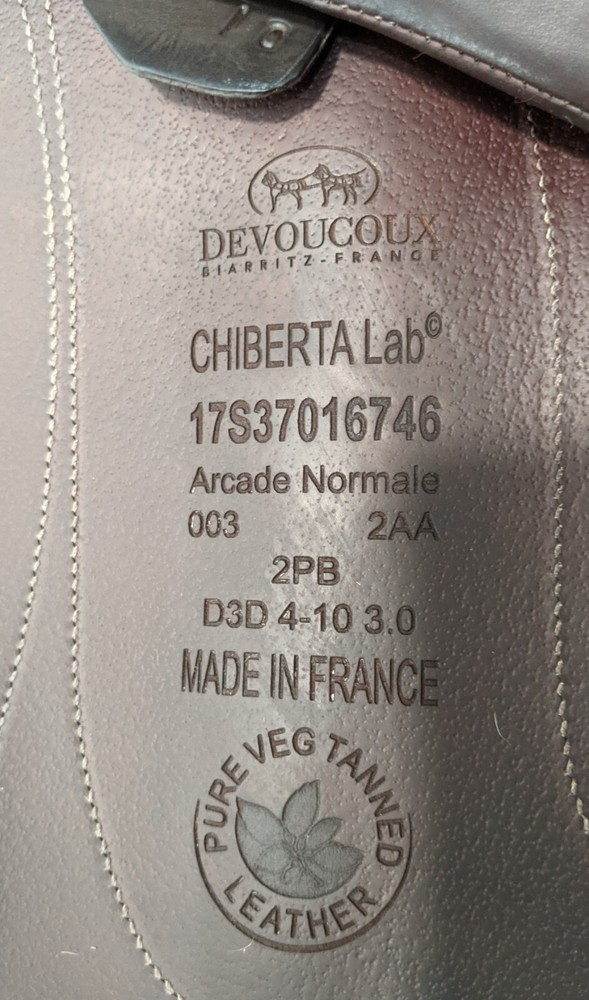 10
DEVOUCOUX
BIARRITZ-FRANCE
CHIBERTA Lab©
17S37016746
Arcade Normale
003 2AA
2PB
D3D 4-10 3.0
MADE IN FRANCE
PURE VEG TANNED
LEATHER